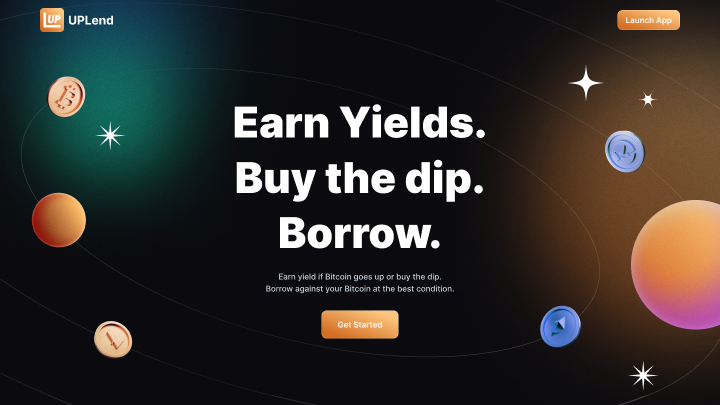 UP UPLend
Launch App
Earn Yields.
Buy the dip.
Borrow.
Earn yield if Bitcoin goes up or buy the dip.
Borrow against your Bitcoin at the best condition.
Get Started